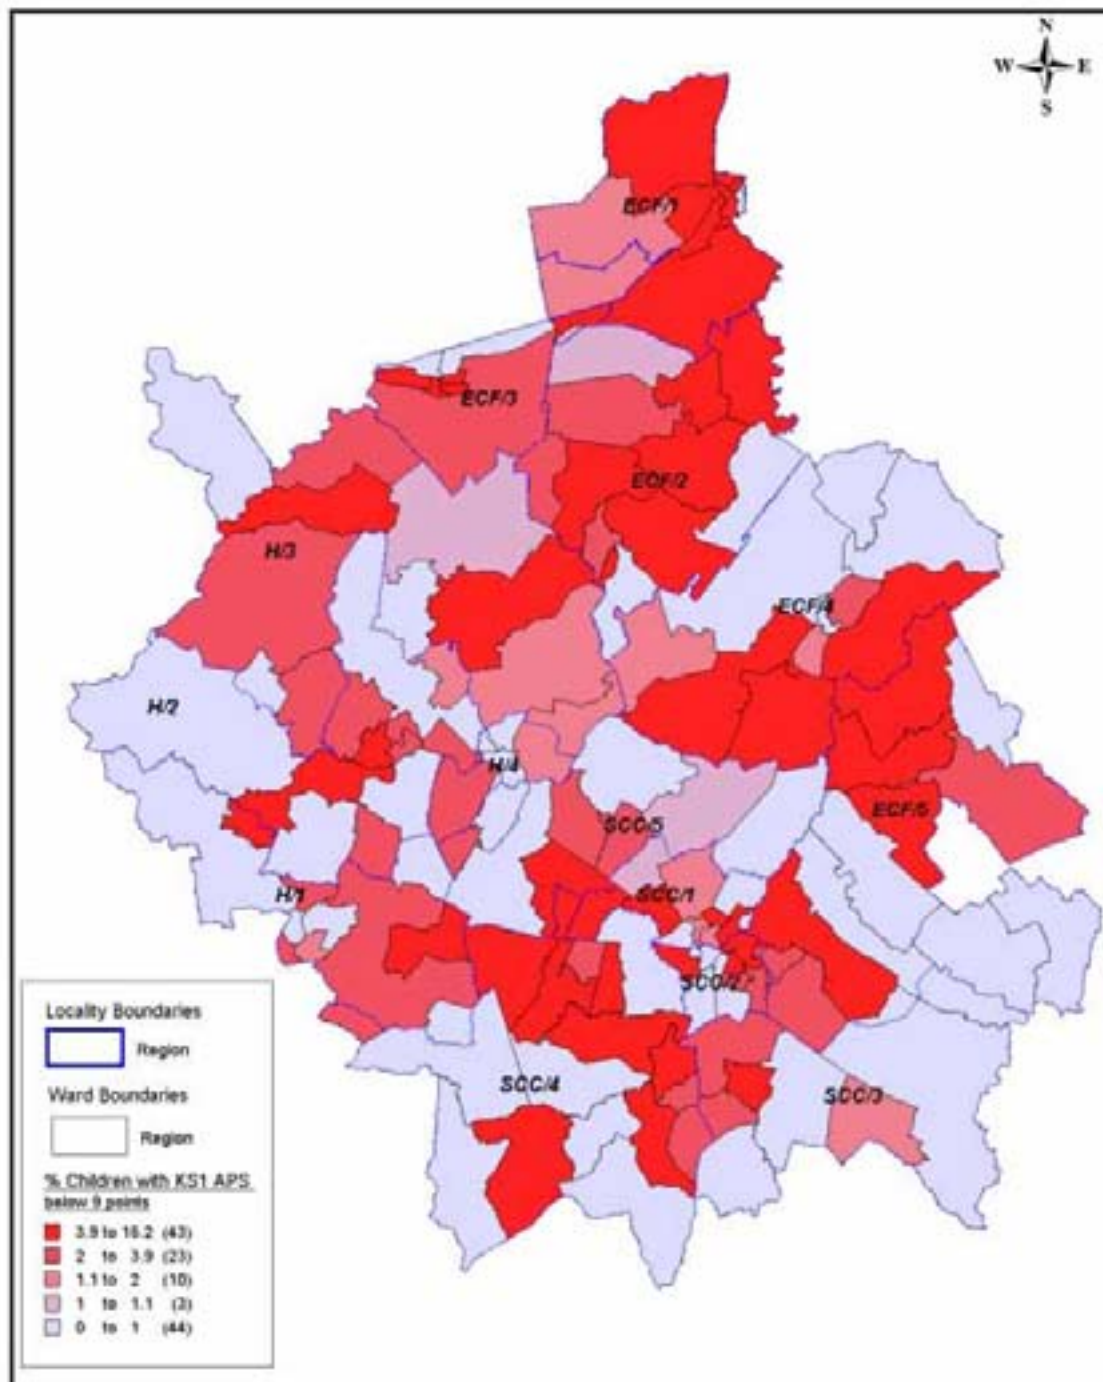 N
W E
S
ECF/1
ECF/3
ECF/2
H/3
ECF/4
H/2
H/4
ECF/5
SCC/5
H/1
SCC/1
SCC/2
SCC/4
SCC/3
Locality Boundaries
Region
Ward Boundaries
Region
% Children with KS1 APS
below 9 points
3.9 to 16.2 (43)
2 to 3.9 (23)
1.1 to 2 (10)
1 to 1.1 (3)
0 to 1 (44)